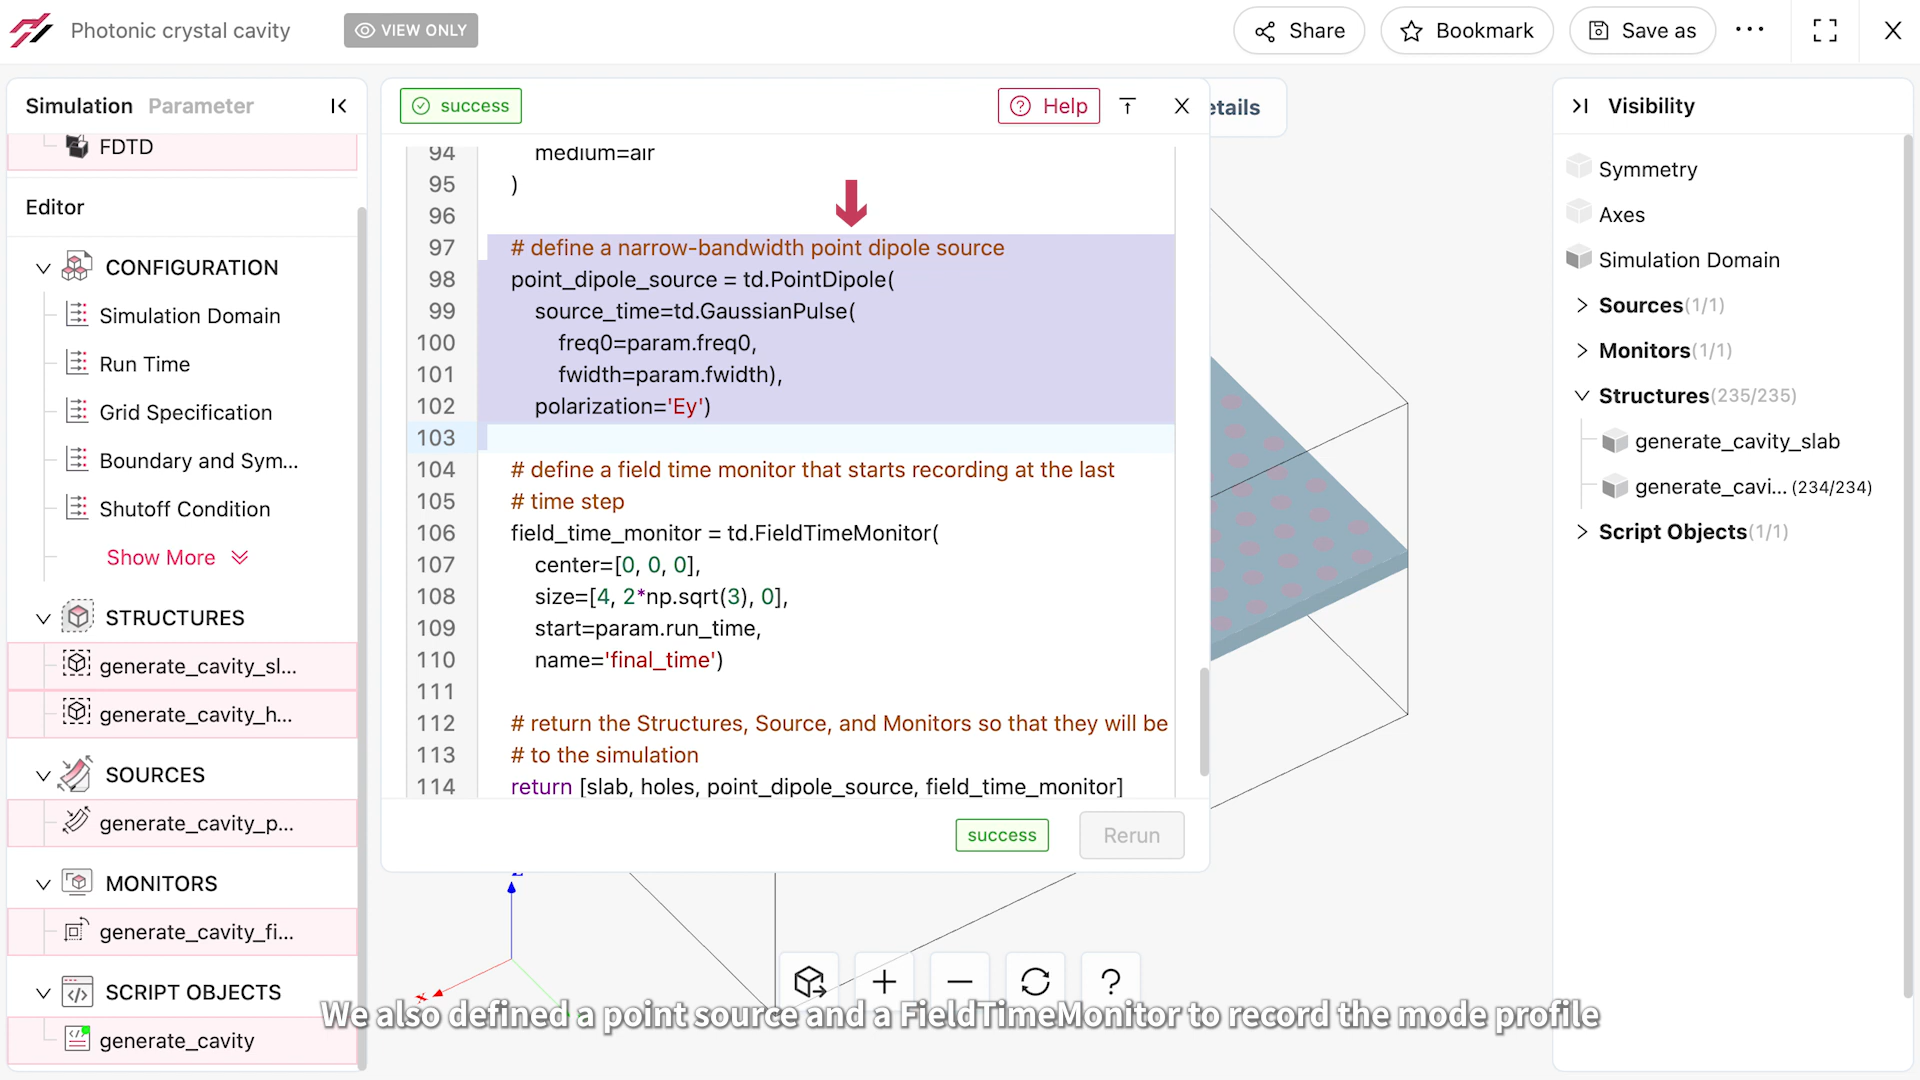 Photonic crystal cavity
VIEW ONLY
Share
Bookmark
Save as
Simulation Parameter
FDTD
Editor
CONFIGURATION
Simulation Domain
Run Time
Grid Specification
Boundary and Sym...
Shutoff Condition
Show More
STRUCTURES
generate_cavity_sl...
generate_cavity_h...
SOURCES
generate_cavity_p...
MONITORS
generate_cavity_fi...
SCRIPT OBJECTS
generate_cavity
success
Help
94 medium=air
95 )
96
97 # define a narrow-bandwidth point dipole source
98 point_dipole_source = td.PointDipole(
99 source_time=td.GaussianPulse(
100 freq0=param.freq0,
101 fwidth=param.fwidth),
102 polarization='Ey')
103
104 # define a field time monitor that starts recording at the last
105 # time step
106 field_time_monitor = td.FieldTimeMonitor(
107 center=[0, 0, 0],
108 size=[4, 2*np.sqrt(3), 0],
109 start=param.run_time,
110 name='final_time')
111
112 # return the Structures, Source, and Monitors so that they will be
113 # to the simulation
114 return [slab, holes, point_dipole_source, field_time_monitor]
success
Rerun
etails
Visibility
Symmetry
Axes
Simulation Domain
Sources(1/1)
Monitors(1/1)
Structures(235/235)
generate_cavity_slab
generate_cavi... (234/234)
Script Objects(1/1)
x
We also defined a point source and a FieldTimeMonitor to record the mode profile